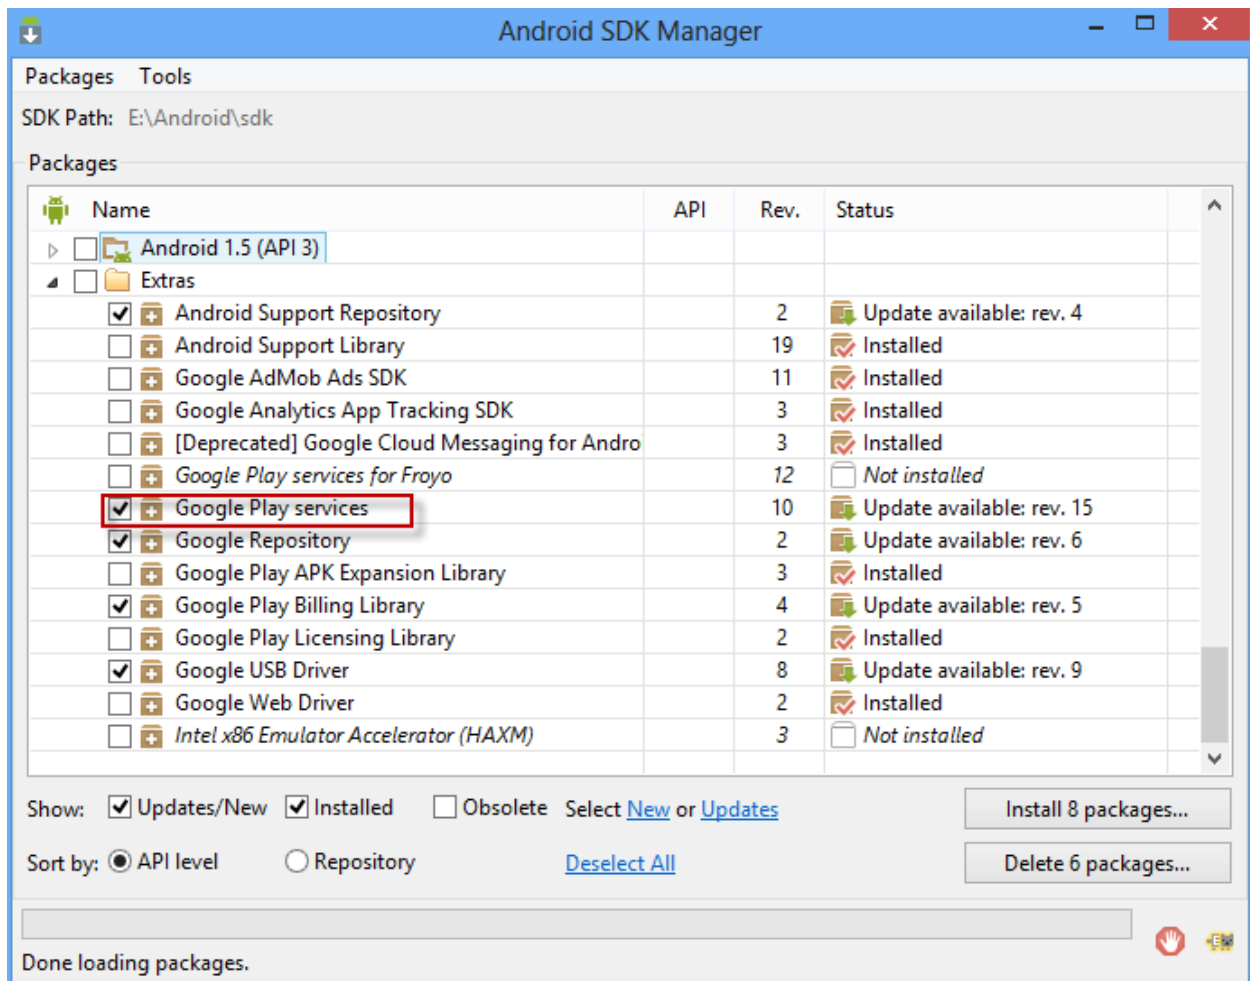 Android SDK Manager
Packages Tools
SDK Path: E:\Android\sdk
Packages
Name API Rev. Status
Android 1.5 (API 3)
Extras
Android Support Repository 2 Update available: rev. 4
Android Support Library 19 Installed
Google AdMob Ads SDK 11 Installed
Google Analytics App Tracking SDK 3 Installed
[Deprecated] Google Cloud Messaging for Andro 3 Installed
Google Play services for Froyo 12 Not installed
Google Play services 10 Update available: rev. 15
Google Repository 2 Update available: rev. 6
Google Play APK Expansion Library 3 Installed
Google Play Billing Library 4 Update available: rev. 5
Google Play Licensing Library 2 Installed
Google USB Driver 8 Update available: rev. 9
Google Web Driver 2 Installed
Intel x86 Emulator Accelerator (HAXM) 3 Not installed
Show: Updates/New Installed Obsolete Select New or Updates Install 8 packages...
Sort by: API level Repository Deselect All Delete 6 packages...
Done loading packages.